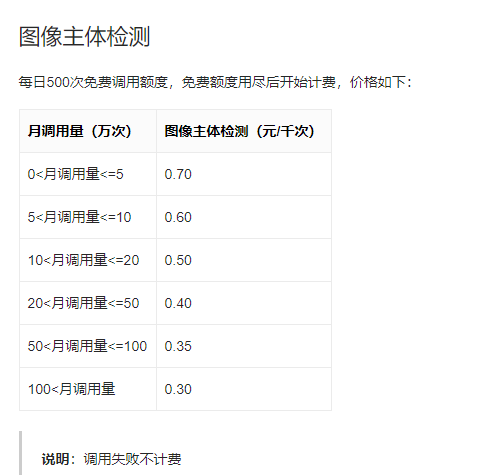 图像主体检测
每日500次免费调用额度，免费额度用尽后开始计费，价格如下：
月调用量（万次） 图像主体检测（元/千次）
0<月调用量<=5 0.70
5<月调用量<=10 0.60
10<月调用量<=20 0.50
20<月调用量<=50 0.40
50<月调用量<=100 0.35
100<月调用量 0.30
说明：调用失败不计费